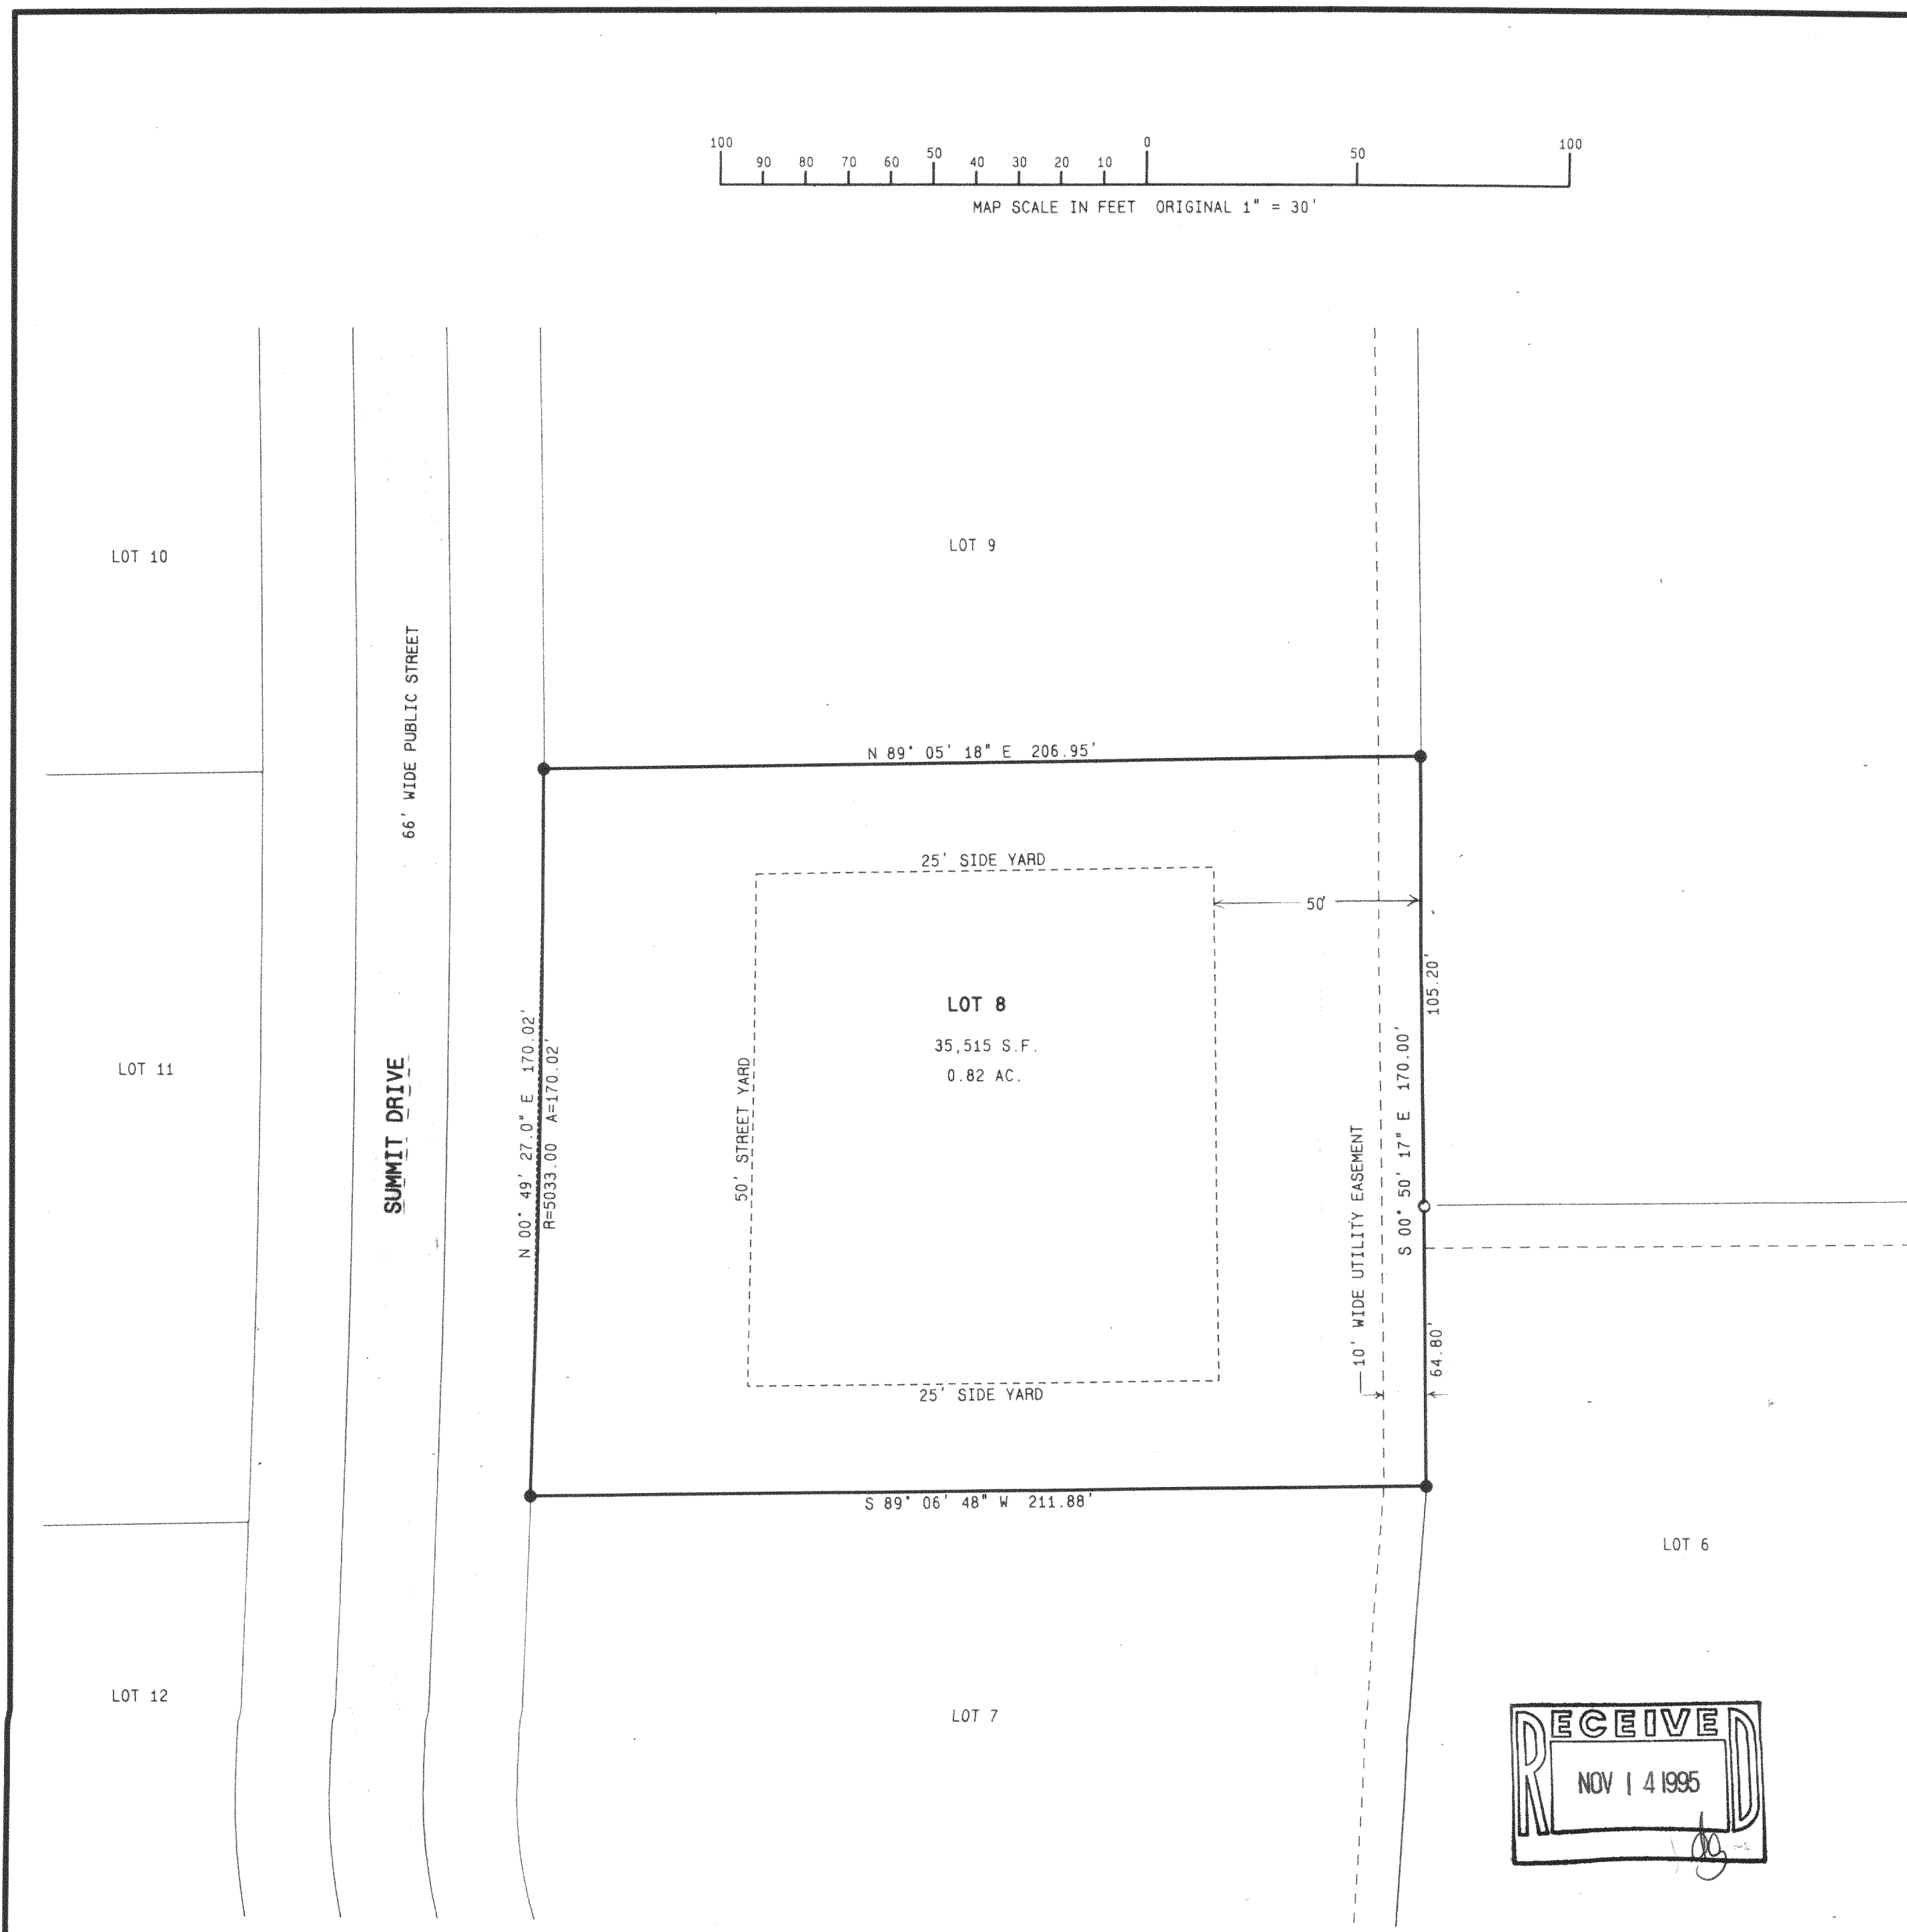 100 90 80 70 60 50 40 30 20 10 0 50 100
MAP SCALE IN FEET ORIGINAL 1" = 30'
LOT 10
LOT 9
66' WIDE PUBLIC STREET
N 89° 05' 18" E 206.95'
25' SIDE YARD
50'
105.20'
LOT 8
35,515 S.F.
0.82 AC.
LOT 11
SUMMIT DRIVE
N 00° 49' 27.0" E 170.02'
R=5033.00 A=170.02'
50' STREET YARD
10' WIDE UTILITY EASEMENT
S 00° 50' 17" E 170.00'
64.80'
25' SIDE YARD
S 89° 06' 48" W 211.88'
LOT 6
LOT 12
LOT 7
RECEIVED
NOV 14 1995